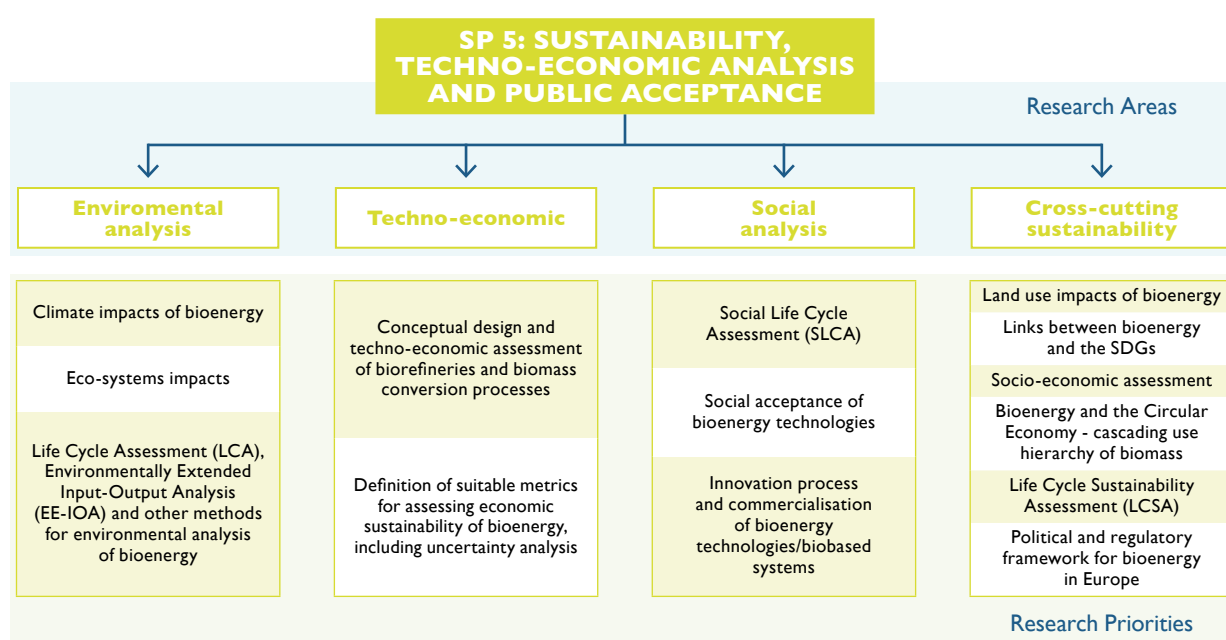 SP 5: SUSTAINABILITY,
TECHNO-ECONOMIC ANALYSIS
AND PUBLIC ACCEPTANCE
Research Areas
Enviromental
analysis
Techno-economic
Social
analysis
Cross-cutting
sustainability
Climate impacts of bioenergy
Eco-systems impacts
Life Cycle Assessment (LCA),
Environmentally Extended
Input-Output Analysis
(EE-IOA) and other methods
for environmental analysis
of bioenergy
Conceptual design and
techno-economic assessment
of biorefineries and biomass
conversion processes
Definition of suitable metrics
for assessing economic
sustainability of bioenergy,
including uncertainty analysis
Social Life Cycle
Assessment (SLCA)
Social acceptance of
bioenergy technologies
Innovation process
and commercialisation
of bioenergy
technologies/biobased
systems
Land use impacts of bioenergy
Links between bioenergy
and the SDGs
Socio-economic assessment
Bioenergy and the Circular
Economy - cascading use
hierarchy of biomass
Life Cycle Sustainability
Assessment (LCSA)
Political and regulatory
framework for bioenergy
in Europe
Research Priorities